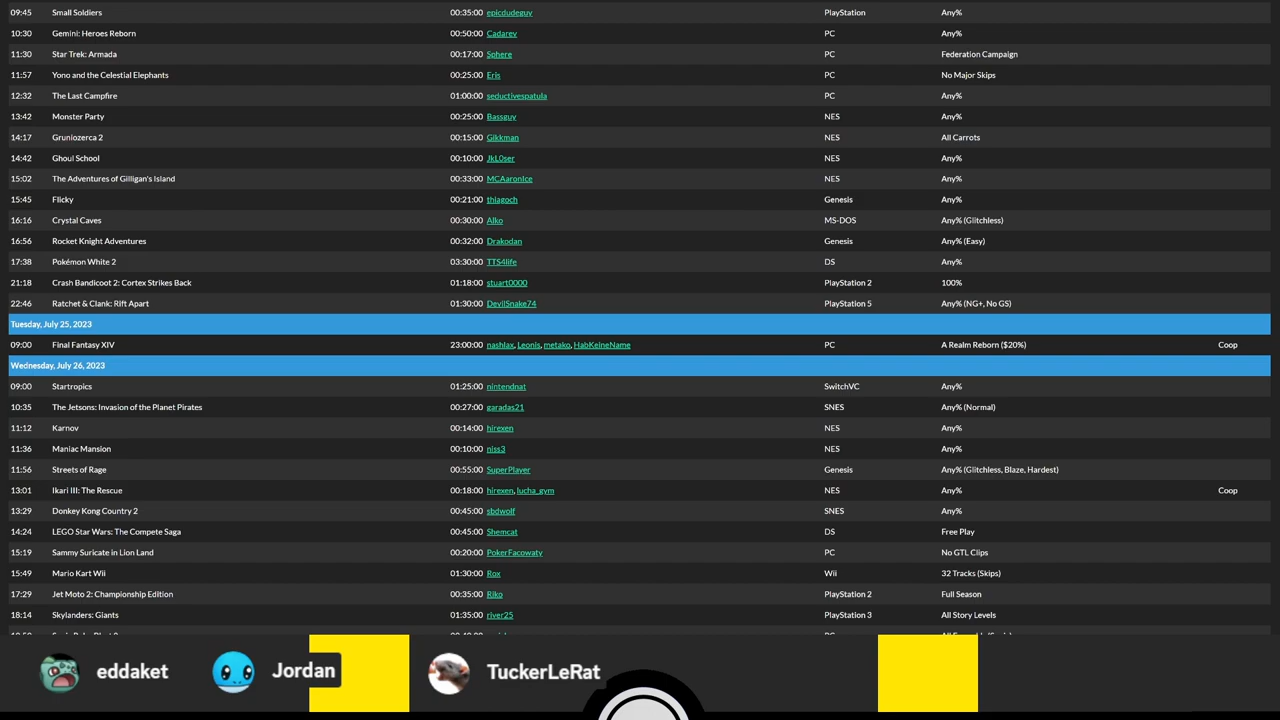 09:45 Small Soldiers 00:35:00 epicdudeguy PlayStation Any%
10:30 Gemini: Heroes Reborn 00:50:00 Cadarev PC Any%
11:30 Star Trek: Armada 00:17:00 Sphere PC Federation Campaign
11:57 Yono and the Celestial Elephants 00:25:00 Eris PC No Major Skips
12:32 The Last Campfire 01:00:00 seductivespatula PC Any%
13:42 Monster Party 00:25:00 Bassguy NES Any%
14:17 Gruniozerca 2 00:15:00 Gikkman NES All Carrots
14:42 Ghoul School 00:10:00 JkL0ser NES Any%
15:02 The Adventures of Gilligan's Island 00:33:00 MCAaronIce NES Any%
15:45 Flicky 00:21:00 thiagoch Genesis Any%
16:16 Crystal Caves 00:30:00 Alko MS-DOS Any% (Glitchless)
16:56 Rocket Knight Adventures 00:32:00 Drakodan Genesis Any% (Easy)
17:38 Pokémon White 2 03:30:00 TTS4life DS Any%
21:18 Crash Bandicoot 2: Cortex Strikes Back 01:18:00 stuart0000 PlayStation 2 100%
22:46 Ratchet & Clank: Rift Apart 01:30:00 DevilSnake74 PlayStation 5 Any% (NG+, No GS)
Tuesday, July 25, 2023
09:00 Final Fantasy XIV 23:00:00 nashlax, Leonis, metako, HabKeineName PC A Realm Reborn ($20%) Coop
Wednesday, July 26, 2023
09:00 Startropics 01:25:00 nintendnat SwitchVC Any%
10:35 The Jetsons: Invasion of the Planet Pirates 00:27:00 garadas21 SNES Any% (Normal)
11:12 Karnov 00:14:00 hirexen NES Any%
11:36 Maniac Mansion 00:10:00 niss3 NES Any%
11:56 Streets of Rage 00:55:00 SuperPlayer Genesis Any% (Glitchless, Blaze, Hardest)
13:01 Ikari III: The Rescue 00:18:00 hirexen, lucha_gym NES Any% Coop
13:29 Donkey Kong Country 2 00:45:00 sbdwolf SNES Any%
14:24 LEGO Star Wars: The Compete Saga 00:45:00 Shemcat DS Free Play
15:19 Sammy Suricate in Lion Land 00:20:00 PokerFacowaty PC No GTL Clips
15:49 Mario Kart Wii 01:30:00 Rox Wii 32 Tracks (Skips)
17:29 Jet Moto 2: Championship Edition 00:35:00 Riko PlayStation 2 Full Season
18:14 Skylanders: Giants 01:35:00 river25 PlayStation 3 All Story Levels
eddaket Jordan TuckerLeRat